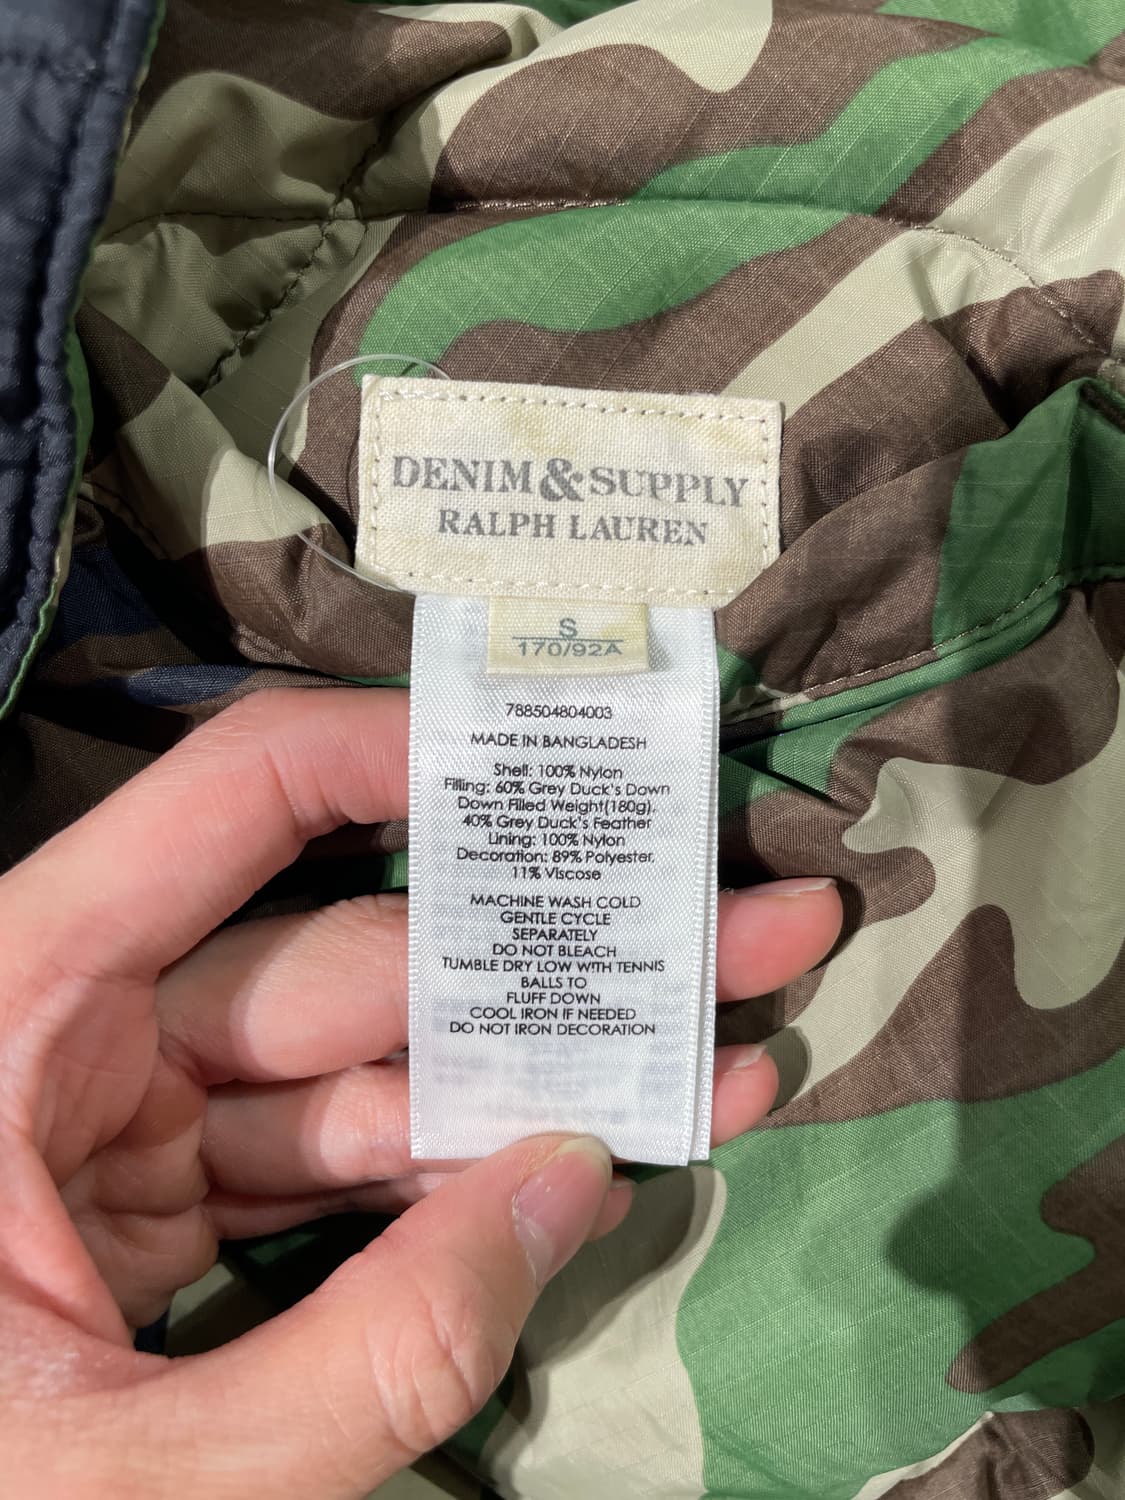 DENIM&SUPPLY
RALPH LAUREN
S
170/92A
788504804003
MADE IN BANGLADESH
Shell: 100% Nylon
Filling: 60% Grey Duck's Down
Down Filled Weight(180g),
40% Grey Duck's Feather
Lining: 100% Nylon
Decoration: 89% Polyester,
11% Viscose
MACHINE WASH COLD
GENTLE CYCLE
SEPARATELY
DO NOT BLEACH
TUMBLE DRY LOW WITH TENNIS
BALLS TO
FLUFF DOWN
COOL IRON IF NEEDED
DO NOT IRON DECORATION